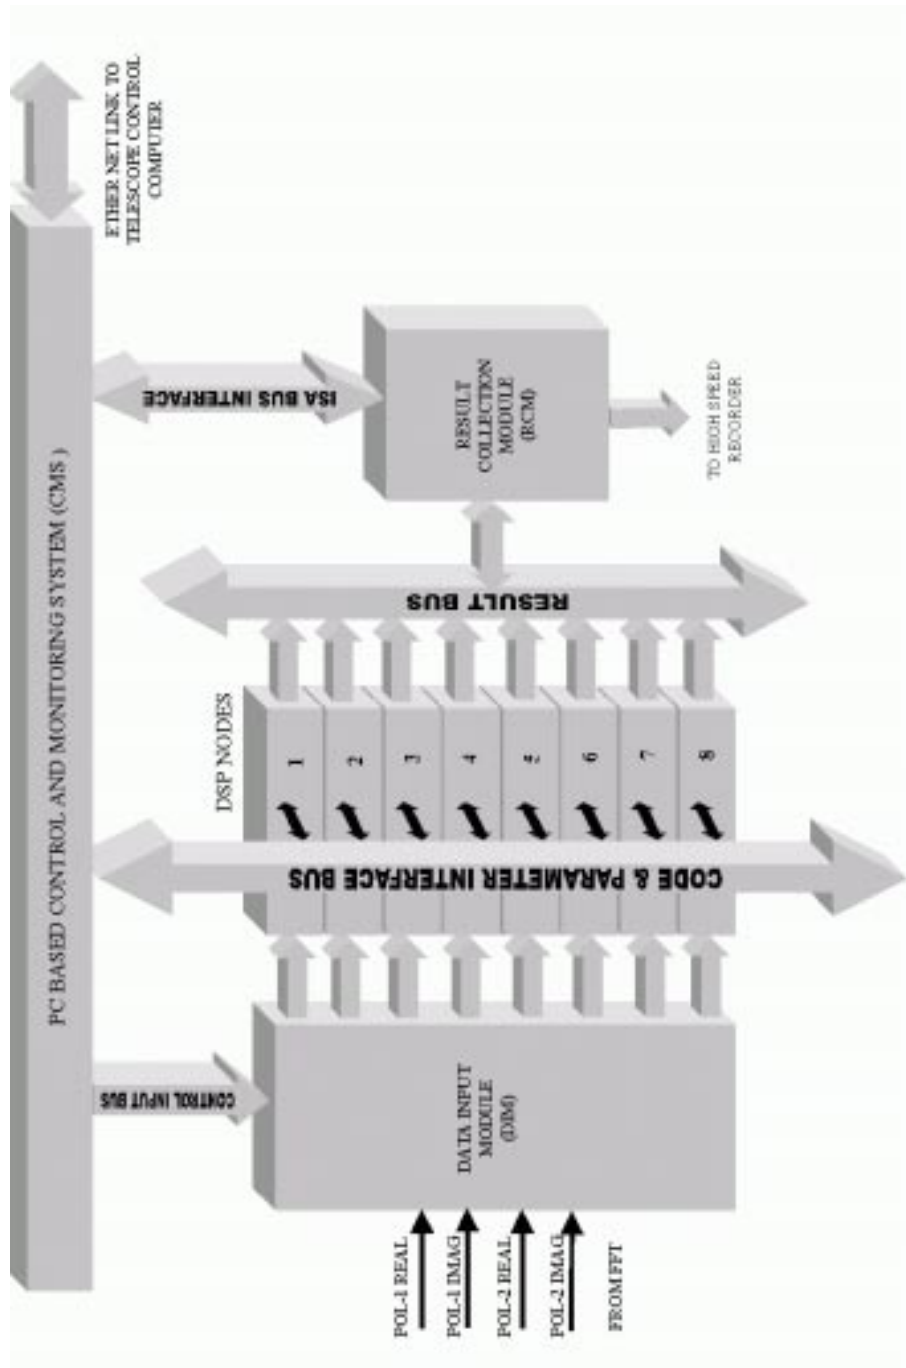 PC BASED CONTROL AND MONITORING SYSTEM (CMS )
ETHERNET LINK TO
TELESCOPE CONTROL
COMPUTER
CONTROL INPUT BUS
ISA BUS INTERFACE
DSP NODES
1
2
3
4
5
6
7
8
CODE & PARAMETER INTERFACE BUS
RESULT BUS
RESULT
COLLECTION
MODULE
(RCM)
TO HIGH SPEED
RECORDER
DATA INPUT
MODULE
(DIM)
POL-1 REAL
POL-1 IMAG
POL-2 REAL
POL-2 IMAG
FROM FFT